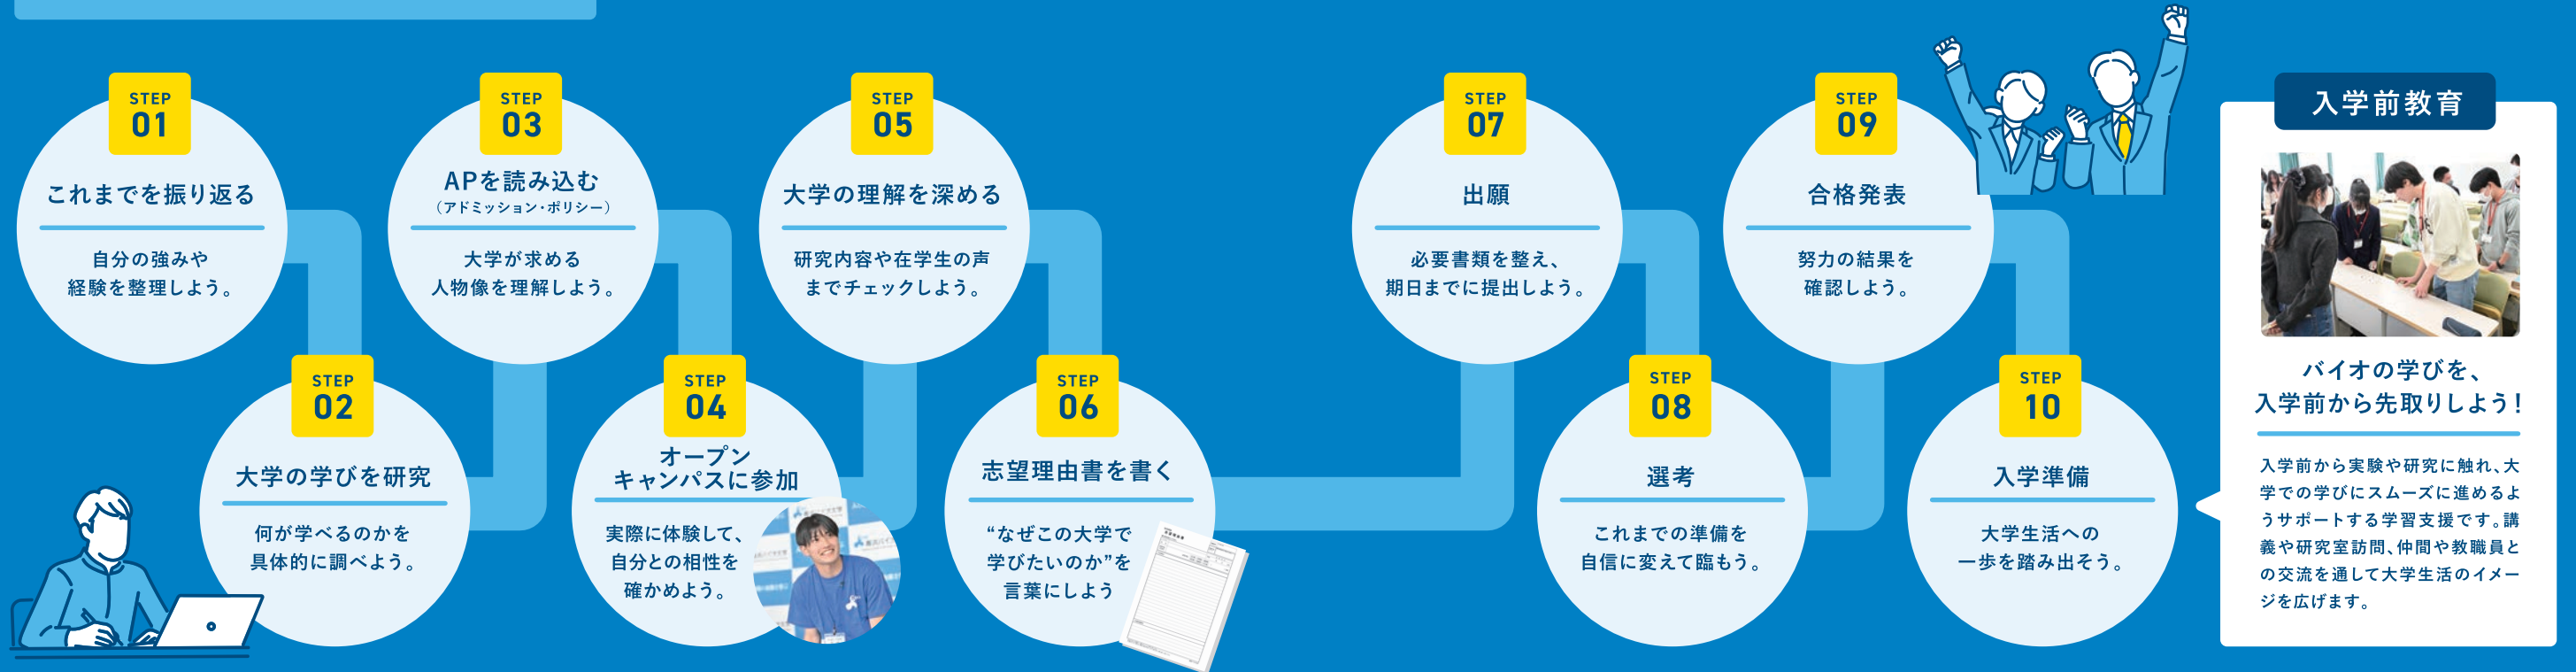 STEP
01
これまでを振り返る
自分の強みや
経験を整理しよう。
STEP
02
大学の学びを研究
何が学べるのかを
具体的に調べよう。
STEP
03
APを読み込む
（アドミッション・ポリシー）
大学が求める
人物像を理解しよう。
STEP
04
オープン
キャンパスに参加
実際に体験して、
自分との相性を
確かめよう。
STEP
05
大学の理解を深める
研究内容や在学生の声
までチェックしよう。
STEP
06
志望理由書を書く
“なぜこの大学で
学びたいのか”を
言葉にしよう
STEP
07
出願
必要書類を整え、
期日までに提出しよう。
STEP
08
選考
これまでの準備を
自信に変えて臨もう。
STEP
09
合格発表
努力の結果を
確認しよう。
STEP
10
入学準備
大学生活への
一歩を踏み出そう。
入学前教育
バイオの学びを、
入学前から先取りしよう！
入学前から実験や研究に触れ、大
学での学びにスムーズに進めるよ
うサポートする学習支援です。講
義や研究室訪問、仲間や教職員と
の交流を通して大学生活のイメー
ジを広げます。